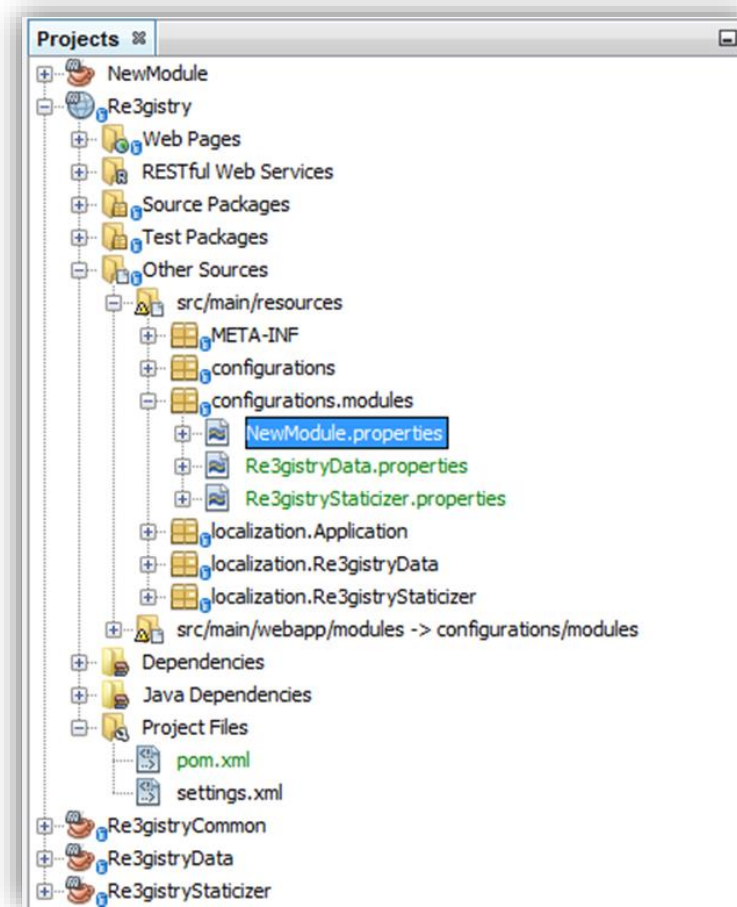 Projects
NewModule
Re3gistry
Web Pages
RESTful Web Services
Source Packages
Test Packages
Other Sources
src/main/resources
META-INF
configurations
configurations.modules
NewModule.properties
Re3gistryData.properties
Re3gistryStaticizer.properties
localization.Application
localization.Re3gistryData
localization.Re3gistryStaticizer
src/main/webapp/modules -> configurations/modules
Dependencies
Java Dependencies
Project Files
pom.xml
settings.xml
Re3gistryCommon
Re3gistryData
Re3gistryStaticizer